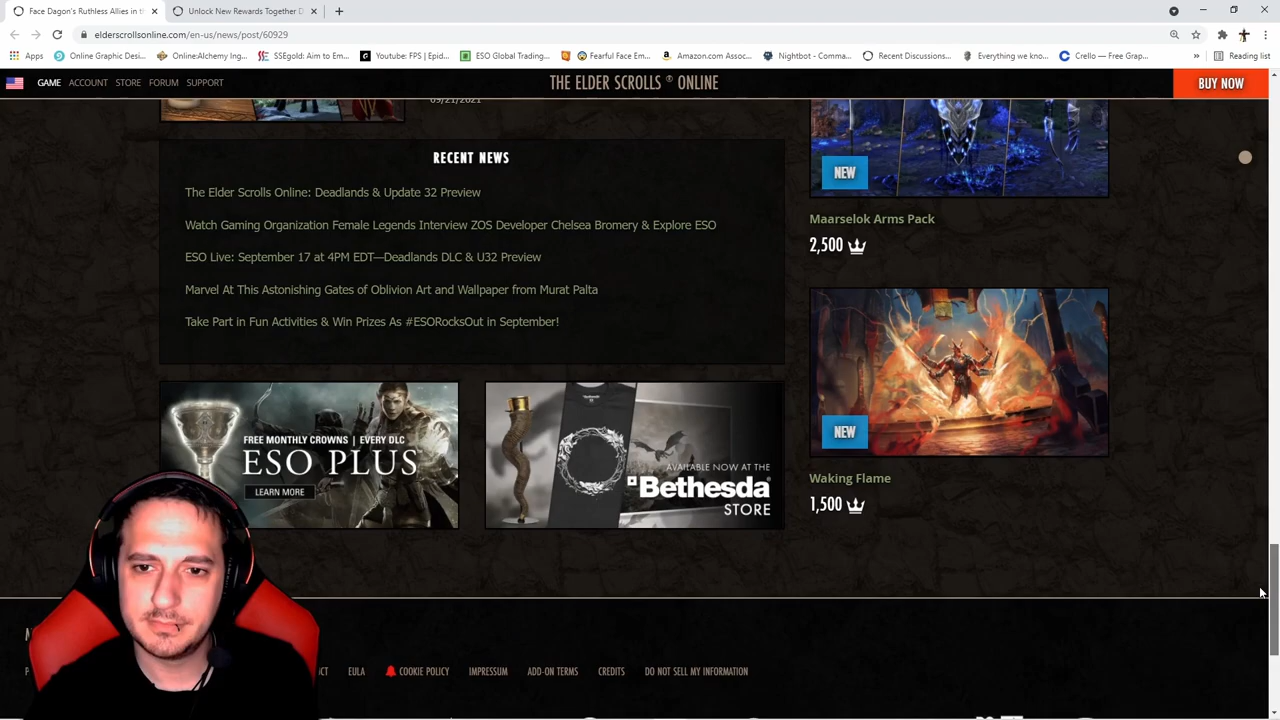 Face Dagon's Ruthless Allies in t
Unlock New Rewards Together D
elderscrollsonline.com/en-us/news/post/60929
Apps
Online Graphic Desi...
Online:Alchemy Ing...
SSEgold: Aim to Em...
Youtube: FPS | Epid...
ESO Global Trading...
Fearful Face Em...
Amazon.com Assoc...
Nightbot - Comma...
Recent Discussions...
Everything we kno...
Crello — Free Grap...
Reading list
GAME ACCOUNT STORE FORUM SUPPORT
THE ELDER SCROLLS ® ONLINE
BUY NOW
09/21/2021
RECENT NEWS
The Elder Scrolls Online: Deadlands & Update 32 Preview
Watch Gaming Organization Female Legends Interview ZOS Developer Chelsea Bromery & Explore ESO
ESO Live: September 17 at 4PM EDT—Deadlands DLC & U32 Preview
Marvel At This Astonishing Gates of Oblivion Art and Wallpaper from Murat Palta
Take Part in Fun Activities & Win Prizes As #ESORocksOut in September!
NEW
Maarselok Arms Pack
2,500
NEW
Waking Flame
1,500
FREE MONTHLY CROWNS | EVERY DLC
ESO PLUS
LEARN MORE
AVAILABLE NOW AT THE
Bethesda
STORE
EULA
COOKIE POLICY
IMPRESSUM
ADD-ON TERMS
CREDITS
DO NOT SELL MY INFORMATION